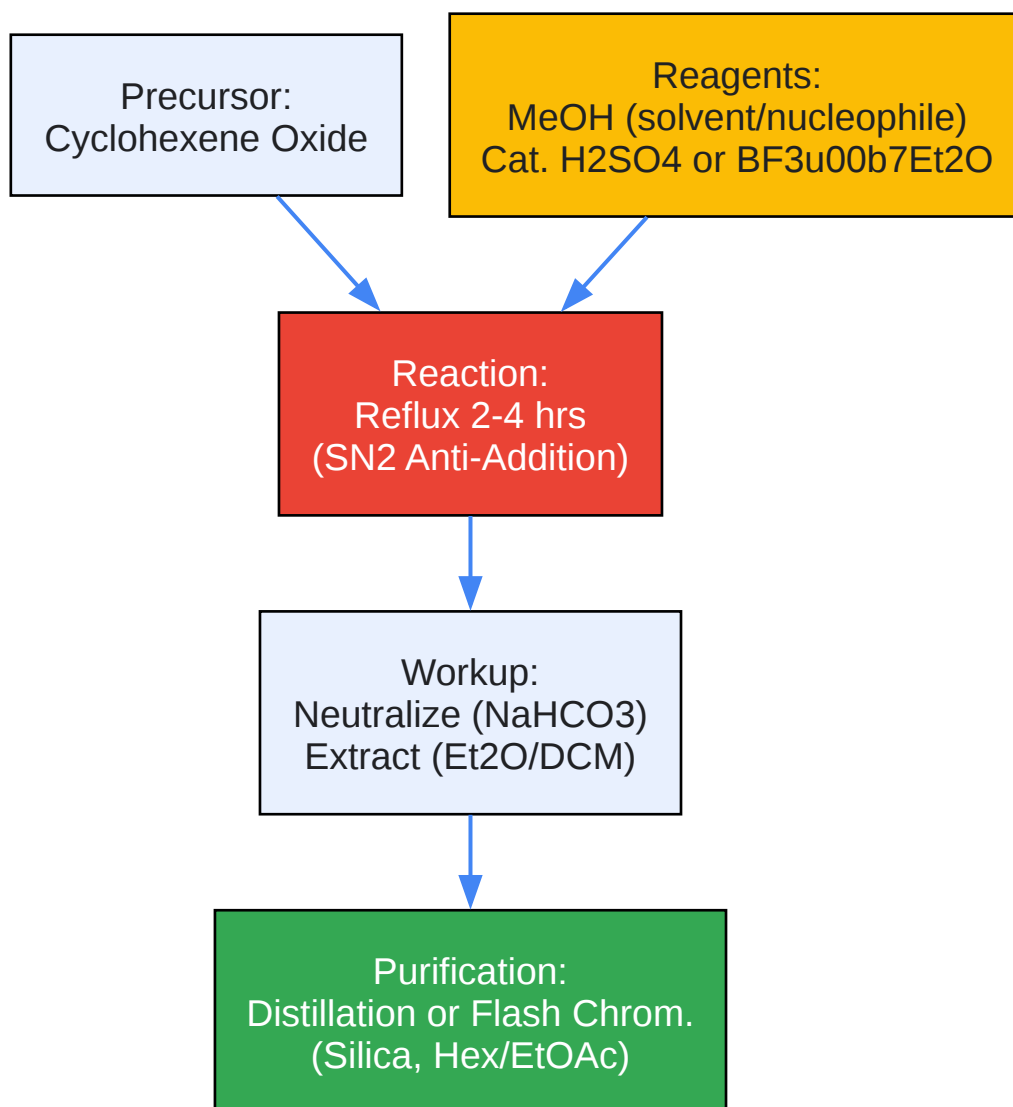 Precursor:
Cyclohexene Oxide
Reagents:
MeOH (solvent/nucleophile)
Cat. H2SO4 or BF3u00b7Et2O
Reaction:
Reflux 2-4 hrs
(SN2 Anti-Addition)
Workup:
Neutralize (NaHCO3)
Extract (Et2O/DCM)
Purification:
Distillation or Flash Chrom.
(Silica, Hex/EtOAc)